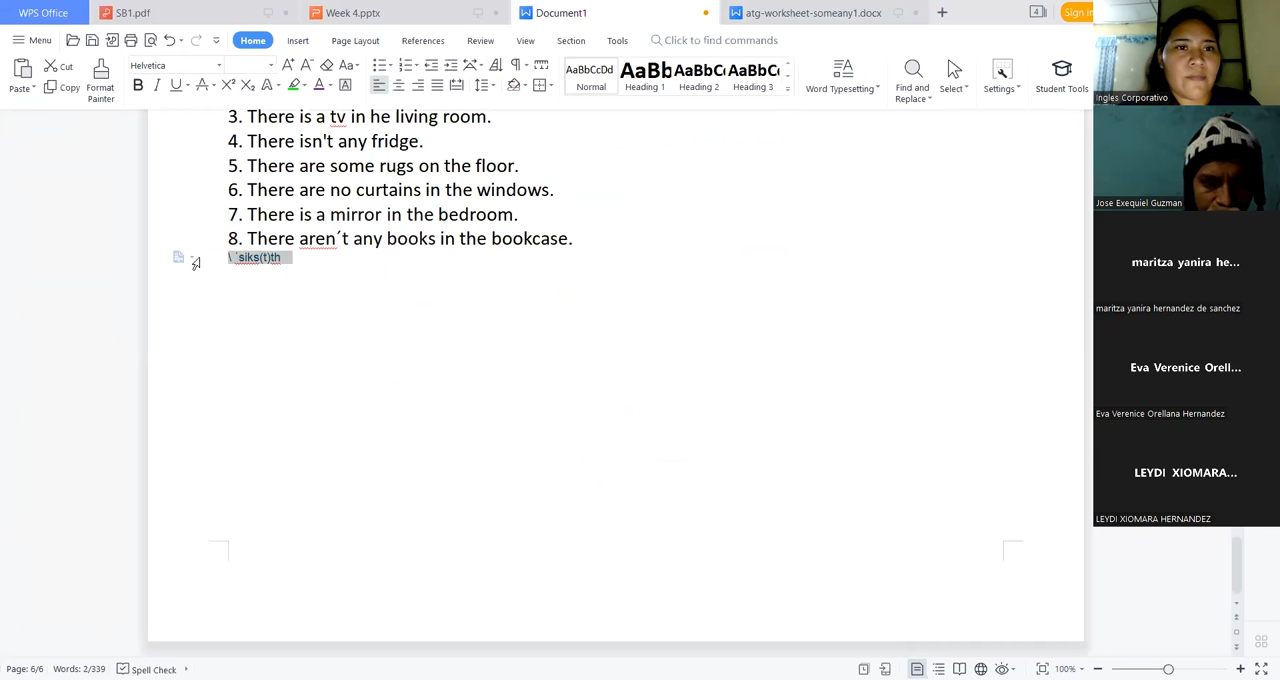 WPS Office SB1.pdf Week 4.pptx Document1 atg-worksheet-someany1.docx 4 Sign in
Menu Home Insert Page Layout References Review View Section Tools Click to find commands
Cut Helvetica AaBbCcDd AaBb AaBbCc AaBbCc
Paste Copy Format Painter B I U Normal Heading 1 Heading 2 Heading 3 Word Typesetting Find and Replace Select Settings Student Tools
Ingles Corporativo
3. There is a tv in he living room.
4. There isn't any fridge.
5. There are some rugs on the floor.
6. There are no curtains in the windows.
7. There is a mirror in the bedroom.
8. There aren´t any books in the bookcase.
\ ˈsiks(t)th
Jose Exequiel Guzman
maritza yanira he...
maritza yanira hernandez de sanchez
Eva Verenice Orell...
Eva Verenice Orellana Hernandez
LEYDI XIOMARA...
LEYDI XIOMARA HERNANDEZ
Page: 6/6 Words: 2/339 Spell Check 100%